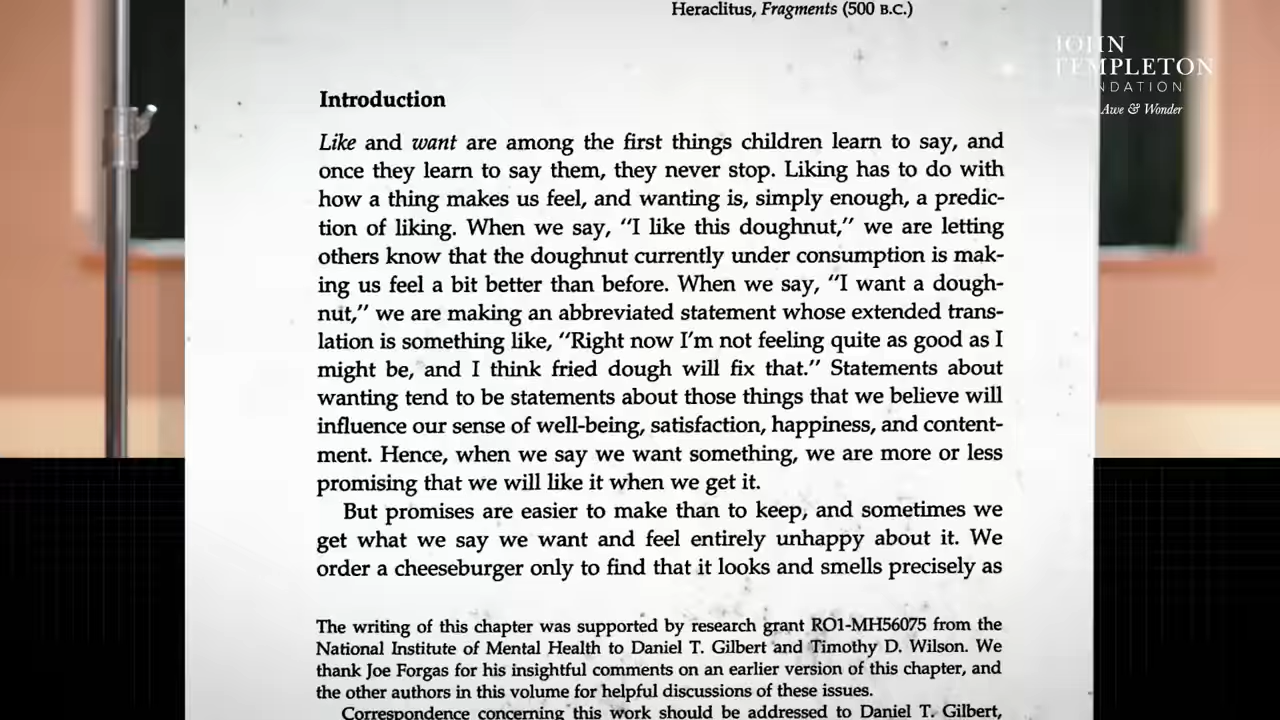 Heraclitus, Fragments (500 B.C.)
JOHN
TEMPLETON
NDATION
Awe & Wonder
Introduction
Like and want are among the first things children learn to say, and
once they learn to say them, they never stop. Liking has to do with
how a thing makes us feel, and wanting is, simply enough, a predic-
tion of liking. When we say, “I like this doughnut,” we are letting
others know that the doughnut currently under consumption is mak-
ing us feel a bit better than before. When we say, “I want a dough-
nut,” we are making an abbreviated statement whose extended trans-
lation is something like, “Right now I’m not feeling quite as good as I
might be, and I think fried dough will fix that.” Statements about
wanting tend to be statements about those things that we believe will
influence our sense of well-being, satisfaction, happiness, and content-
ment. Hence, when we say we want something, we are more or less
promising that we will like it when we get it.
But promises are easier to make than to keep, and sometimes we
get what we say we want and feel entirely unhappy about it. We
order a cheeseburger only to find that it looks and smells precisely as
The writing of this chapter was supported by research grant RO1-MH56075 from the
National Institute of Mental Health to Daniel T. Gilbert and Timothy D. Wilson. We
thank Joe Forgas for his insightful comments on an earlier version of this chapter, and
the other authors in this volume for helpful discussions of these issues.
Correspondence concerning this work should be addressed to Daniel T. Gilbert,